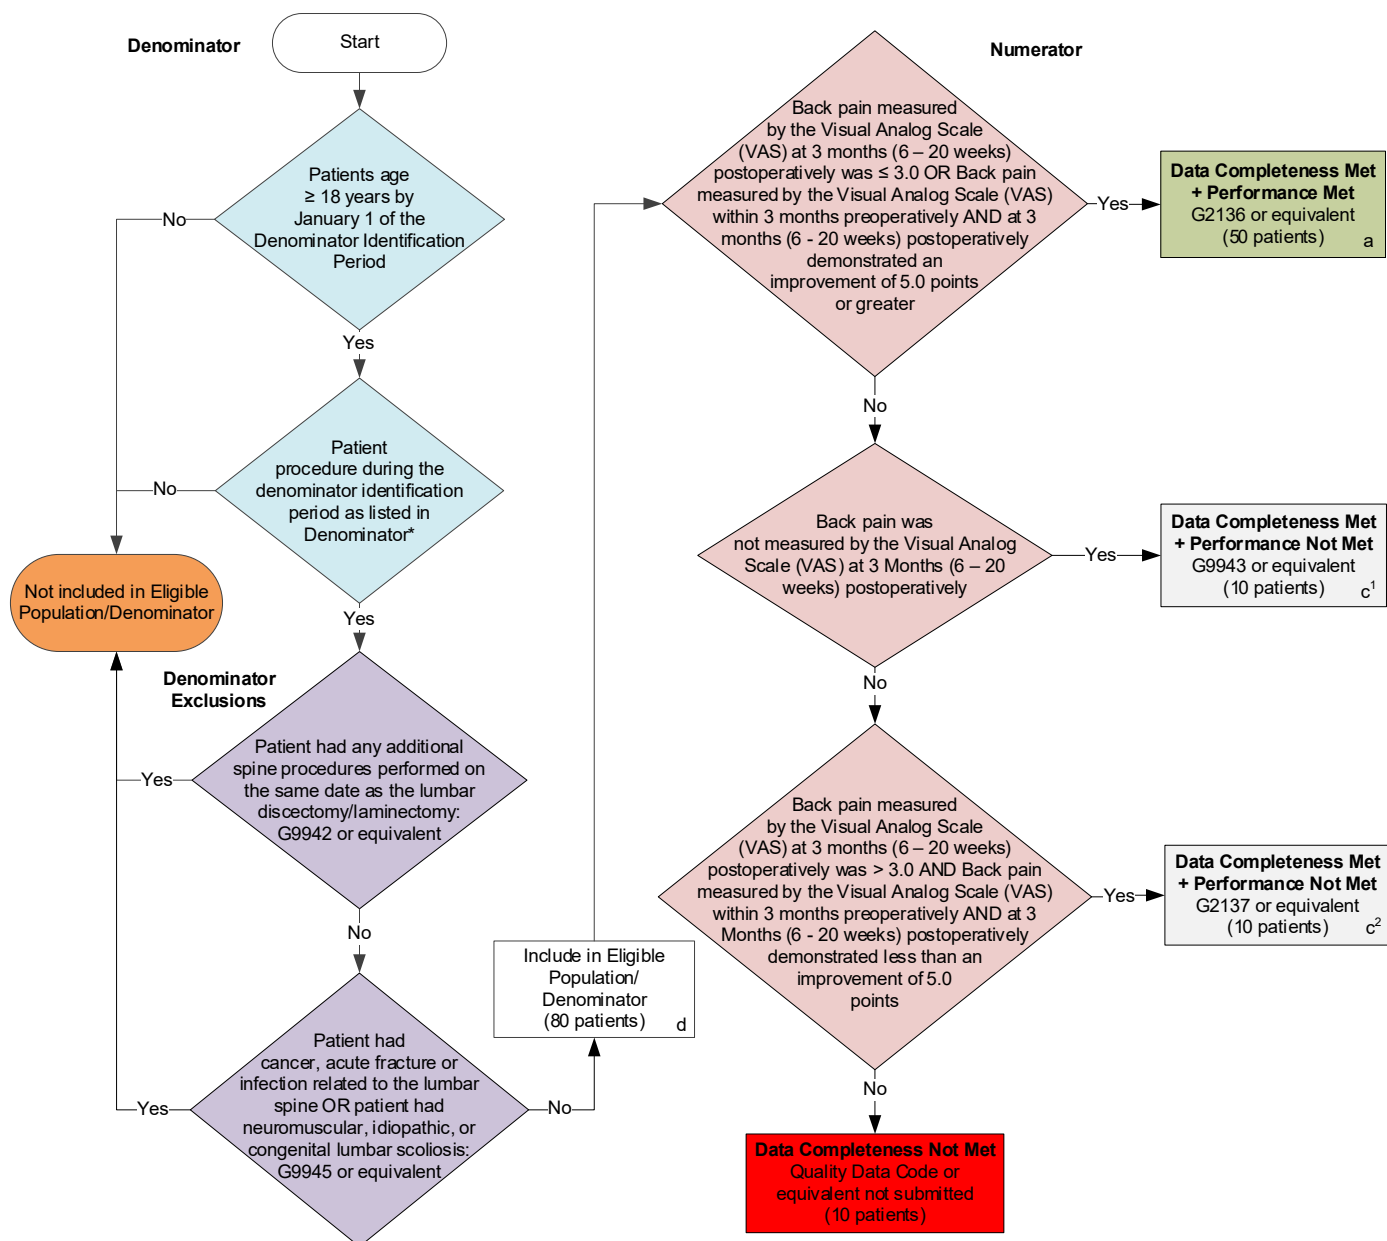 Denominator
Start
Patients age
≥ 18 years by
January 1 of the
Denominator Identification
Period
No
Yes
Patient
procedure during the
denominator identification
period as listed in
Denominator*
No
Yes
Not included in Eligible
Population/Denominator
Denominator
Exclusions
Patient had any additional
spine procedures performed on
the same date as the lumbar
discectomy/laminectomy:
G9942 or equivalent
Yes
No
Patient had
cancer, acute fracture or
infection related to the lumbar
spine OR patient had
neuromuscular, idiopathic, or
congenital lumbar scoliosis:
G9945 or equivalent
Yes
No
Include in Eligible
Population/
Denominator
(80 patients)
d
Numerator
Back pain measured
by the Visual Analog Scale
(VAS) at 3 months (6 – 20 weeks)
postoperatively was ≤ 3.0 OR Back pain
measured by the Visual Analog Scale (VAS)
within 3 months preoperatively AND at 3
months (6 - 20 weeks) postoperatively
demonstrated an
improvement of 5.0 points
or greater
Yes
Data Completeness Met
+ Performance Met
G2136 or equivalent
(50 patients)
a
No
Back pain was
not measured by the Visual Analog
Scale (VAS) at 3 Months (6 – 20
weeks) postoperatively
Yes
Data Completeness Met
+ Performance Not Met
G9943 or equivalent
(10 patients)
c¹
No
Back pain measured
by the Visual Analog Scale
(VAS) at 3 months (6 – 20 weeks)
postoperatively was > 3.0 AND Back pain
measured by the Visual Analog Scale (VAS)
within 3 months preoperatively AND at 3
Months (6 - 20 weeks) postoperatively
demonstrated less than an
improvement of 5.0
points
Yes
Data Completeness Met
+ Performance Not Met
G2137 or equivalent
(10 patients)
c²
No
Data Completeness Not Met
Quality Data Code or
equivalent not submitted
(10 patients)